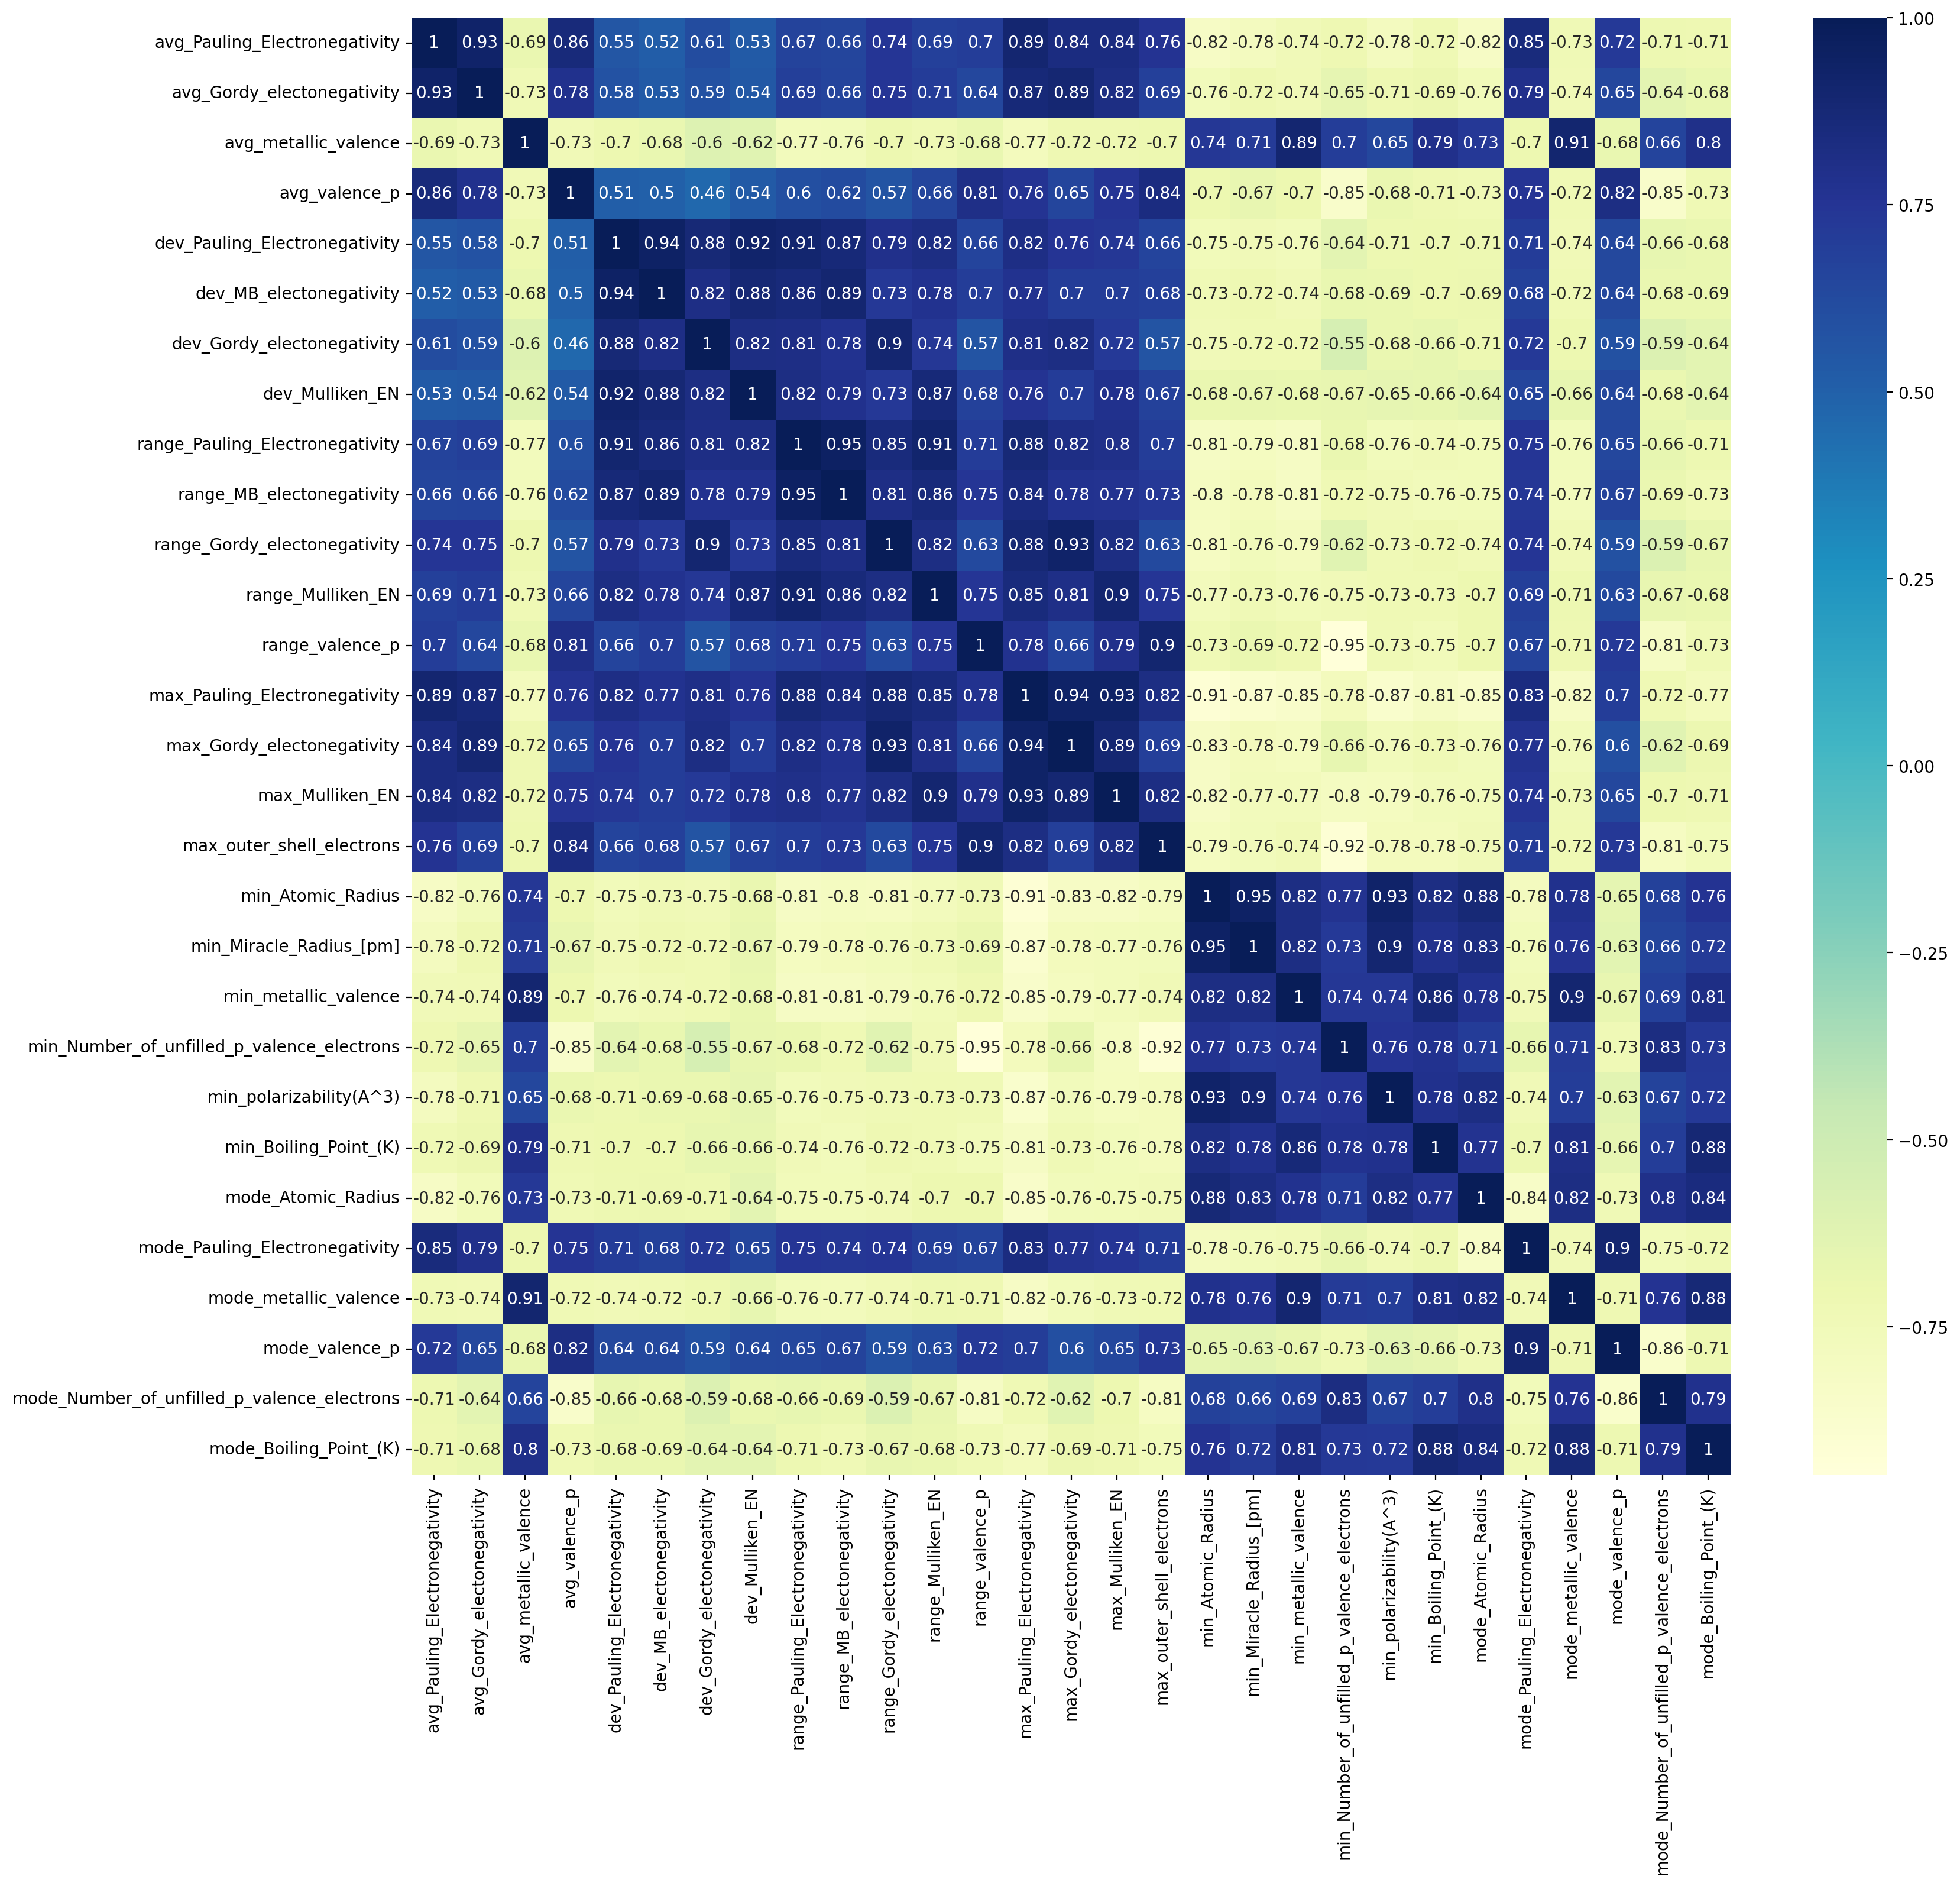 avg_Pauling_Electronegativity 1 0.93 -0.69 0.86 0.55 0.52 0.61 0.53 0.67 0.66 0.74 0.69 0.7 0.89 0.84 0.84 0.76 -0.82 -0.78 -0.74 -0.72 -0.78 -0.72 -0.82 0.85 -0.73 0.72 -0.71 -0.71
avg_Gordy_electonegativity 0.93 1 -0.73 0.78 0.58 0.53 0.59 0.54 0.69 0.66 0.75 0.71 0.64 0.87 0.89 0.82 0.69 -0.76 -0.72 -0.74 -0.65 -0.71 -0.69 -0.76 0.79 -0.74 0.65 -0.64 -0.68
avg_metallic_valence -0.69 -0.73 1 -0.73 -0.7 -0.68 -0.6 -0.62 -0.77 -0.76 -0.7 -0.73 -0.68 -0.77 -0.72 -0.72 -0.7 0.74 0.71 0.89 0.7 0.65 0.79 0.73 -0.7 0.91 -0.68 0.66 0.8
avg_valence_p 0.86 0.78 -0.73 1 0.51 0.5 0.46 0.54 0.6 0.62 0.57 0.66 0.81 0.76 0.65 0.75 0.84 -0.7 -0.67 -0.7 -0.85 -0.68 -0.71 -0.73 0.75 -0.72 0.82 -0.85 -0.73
dev_Pauling_Electronegativity 0.55 0.58 -0.7 0.51 1 0.94 0.88 0.92 0.91 0.87 0.79 0.82 0.66 0.82 0.76 0.74 0.66 -0.75 -0.75 -0.76 -0.64 -0.71 -0.7 -0.71 0.71 -0.74 0.64 -0.66 -0.68
dev_MB_electonegativity 0.52 0.53 -0.68 0.5 0.94 1 0.82 0.88 0.86 0.89 0.73 0.78 0.7 0.77 0.7 0.7 0.68 -0.73 -0.72 -0.74 -0.68 -0.69 -0.7 -0.69 0.68 -0.72 0.64 -0.68 -0.69
dev_Gordy_electonegativity 0.61 0.59 -0.6 0.46 0.88 0.82 1 0.82 0.81 0.78 0.9 0.74 0.57 0.81 0.82 0.72 0.57 -0.75 -0.72 -0.72 -0.55 -0.68 -0.66 -0.71 0.72 -0.7 0.59 -0.59 -0.64
dev_Mulliken_EN 0.53 0.54 -0.62 0.54 0.92 0.88 0.82 1 0.82 0.79 0.73 0.87 0.68 0.76 0.7 0.78 0.67 -0.68 -0.67 -0.68 -0.67 -0.65 -0.66 -0.64 0.65 -0.66 0.64 -0.68 -0.64
range_Pauling_Electronegativity 0.67 0.69 -0.77 0.6 0.91 0.86 0.81 0.82 1 0.95 0.85 0.91 0.71 0.88 0.82 0.8 0.7 -0.81 -0.79 -0.81 -0.68 -0.76 -0.74 -0.75 0.75 -0.76 0.65 -0.66 -0.71
range_MB_electonegativity 0.66 0.66 -0.76 0.62 0.87 0.89 0.78 0.79 0.95 1 0.81 0.86 0.75 0.84 0.78 0.77 0.73 -0.8 -0.78 -0.81 -0.72 -0.75 -0.76 -0.75 0.74 -0.77 0.67 -0.69 -0.73
range_Gordy_electonegativity 0.74 0.75 -0.7 0.57 0.79 0.73 0.9 0.73 0.85 0.81 1 0.82 0.63 0.88 0.93 0.82 0.63 -0.81 -0.76 -0.79 -0.62 -0.73 -0.72 -0.74 0.74 -0.74 0.59 -0.59 -0.67
range_Mulliken_EN 0.69 0.71 -0.73 0.66 0.82 0.78 0.74 0.87 0.91 0.86 0.82 1 0.75 0.85 0.81 0.9 0.75 -0.77 -0.73 -0.76 -0.75 -0.73 -0.73 -0.7 0.69 -0.71 0.63 -0.67 -0.68
range_valence_p 0.7 0.64 -0.68 0.81 0.66 0.7 0.57 0.68 0.71 0.75 0.63 0.75 1 0.78 0.66 0.79 0.9 -0.73 -0.69 -0.72 -0.95 -0.73 -0.75 -0.7 0.67 -0.71 0.72 -0.81 -0.73
max_Pauling_Electronegativity 0.89 0.87 -0.77 0.76 0.82 0.77 0.81 0.76 0.88 0.84 0.88 0.85 0.78 1 0.94 0.93 0.82 -0.91 -0.87 -0.85 -0.78 -0.87 -0.81 -0.85 0.83 -0.82 0.7 -0.72 -0.77
max_Gordy_electonegativity 0.84 0.89 -0.72 0.65 0.76 0.7 0.82 0.7 0.82 0.78 0.93 0.81 0.66 0.94 1 0.89 0.69 -0.83 -0.78 -0.79 -0.66 -0.76 -0.73 -0.76 0.77 -0.76 0.6 -0.62 -0.69
max_Mulliken_EN 0.84 0.82 -0.72 0.75 0.74 0.7 0.72 0.78 0.8 0.77 0.82 0.9 0.79 0.93 0.89 1 0.82 -0.82 -0.77 -0.77 -0.8 -0.79 -0.76 -0.75 0.74 -0.73 0.65 -0.7 -0.71
max_outer_shell_electrons 0.76 0.69 -0.7 0.84 0.66 0.68 0.57 0.67 0.7 0.73 0.63 0.75 0.9 0.82 0.69 0.82 1 -0.79 -0.76 -0.74 -0.92 -0.78 -0.78 -0.75 0.71 -0.72 0.73 -0.81 -0.75
min_Atomic_Radius -0.82 -0.76 0.74 -0.7 -0.75 -0.73 -0.75 -0.68 -0.81 -0.8 -0.81 -0.77 -0.73 -0.91 -0.83 -0.82 -0.79 1 0.95 0.82 0.77 0.93 0.82 0.88 -0.78 0.78 -0.65 0.68 0.76
min_Miracle_Radius_[pm] -0.78 -0.72 0.71 -0.67 -0.75 -0.72 -0.72 -0.67 -0.79 -0.78 -0.76 -0.73 -0.69 -0.87 -0.78 -0.77 -0.76 0.95 1 0.82 0.73 0.9 0.78 0.83 -0.76 0.76 -0.63 0.66 0.72
min_metallic_valence -0.74 -0.74 0.89 -0.7 -0.76 -0.74 -0.72 -0.68 -0.81 -0.81 -0.79 -0.76 -0.72 -0.85 -0.79 -0.77 -0.74 0.82 0.82 1 0.74 0.74 0.86 0.78 -0.75 0.9 -0.67 0.69 0.81
min_Number_of_unfilled_p_valence_electrons -0.72 -0.65 0.7 -0.85 -0.64 -0.68 -0.55 -0.67 -0.68 -0.72 -0.62 -0.75 -0.95 -0.78 -0.66 -0.8 -0.92 0.77 0.73 0.74 1 0.76 0.78 0.71 -0.66 0.71 -0.73 0.83 0.73
min_polarizability(A^3) -0.78 -0.71 0.65 -0.68 -0.71 -0.69 -0.68 -0.65 -0.76 -0.75 -0.73 -0.73 -0.73 -0.87 -0.76 -0.79 -0.78 0.93 0.9 0.74 0.76 1 0.78 0.82 -0.74 0.7 -0.63 0.67 0.72
min_Boiling_Point_(K) -0.72 -0.69 0.79 -0.71 -0.7 -0.7 -0.66 -0.66 -0.74 -0.76 -0.72 -0.73 -0.75 -0.81 -0.73 -0.76 -0.78 0.82 0.78 0.86 0.78 0.78 1 0.77 -0.7 0.81 -0.66 0.7 0.88
mode_Atomic_Radius -0.82 -0.76 0.73 -0.73 -0.71 -0.69 -0.71 -0.64 -0.75 -0.75 -0.74 -0.7 -0.7 -0.85 -0.76 -0.75 -0.75 0.88 0.83 0.78 0.71 0.82 0.77 1 -0.84 0.82 -0.73 0.8 0.84
mode_Pauling_Electronegativity 0.85 0.79 -0.7 0.75 0.71 0.68 0.72 0.65 0.75 0.74 0.74 0.69 0.67 0.83 0.77 0.74 0.71 -0.78 -0.76 -0.75 -0.66 -0.74 -0.7 -0.84 1 -0.74 0.9 -0.75 -0.72
mode_metallic_valence -0.73 -0.74 0.91 -0.72 -0.74 -0.72 -0.7 -0.66 -0.76 -0.77 -0.74 -0.71 -0.71 -0.82 -0.76 -0.73 -0.72 0.78 0.76 0.9 0.71 0.7 0.81 0.82 -0.74 1 -0.71 0.76 0.88
mode_valence_p 0.72 0.65 -0.68 0.82 0.64 0.64 0.59 0.64 0.65 0.67 0.59 0.63 0.72 0.7 0.6 0.65 0.73 -0.65 -0.63 -0.67 -0.73 -0.63 -0.66 -0.73 0.9 -0.71 1 -0.86 -0.71
mode_Number_of_unfilled_p_valence_electrons -0.71 -0.64 0.66 -0.85 -0.66 -0.68 -0.59 -0.68 -0.66 -0.69 -0.59 -0.67 -0.81 -0.72 -0.62 -0.7 -0.81 0.68 0.66 0.69 0.83 0.67 0.7 0.8 -0.75 0.76 -0.86 1 0.79
mode_Boiling_Point_(K) -0.71 -0.68 0.8 -0.73 -0.68 -0.69 -0.64 -0.64 -0.71 -0.73 -0.67 -0.68 -0.73 -0.77 -0.69 -0.71 -0.75 0.76 0.72 0.81 0.73 0.72 0.88 0.84 -0.72 0.88 -0.71 0.79 1
avg_Pauling_Electronegativity
avg_Gordy_electonegativity
avg_metallic_valence
avg_valence_p
dev_Pauling_Electronegativity
dev_MB_electonegativity
dev_Gordy_electonegativity
dev_Mulliken_EN
range_Pauling_Electronegativity
range_MB_electonegativity
range_Gordy_electonegativity
range_Mulliken_EN
range_valence_p
max_Pauling_Electronegativity
max_Gordy_electonegativity
max_Mulliken_EN
max_outer_shell_electrons
min_Atomic_Radius
min_Miracle_Radius_[pm]
min_metallic_valence
min_Number_of_unfilled_p_valence_electrons
min_polarizability(A^3)
min_Boiling_Point_(K)
mode_Atomic_Radius
mode_Pauling_Electronegativity
mode_metallic_valence
mode_valence_p
mode_Number_of_unfilled_p_valence_electrons
mode_Boiling_Point_(K)
1.00
0.75
0.50
0.25
0.00
−0.25
−0.50
−0.75